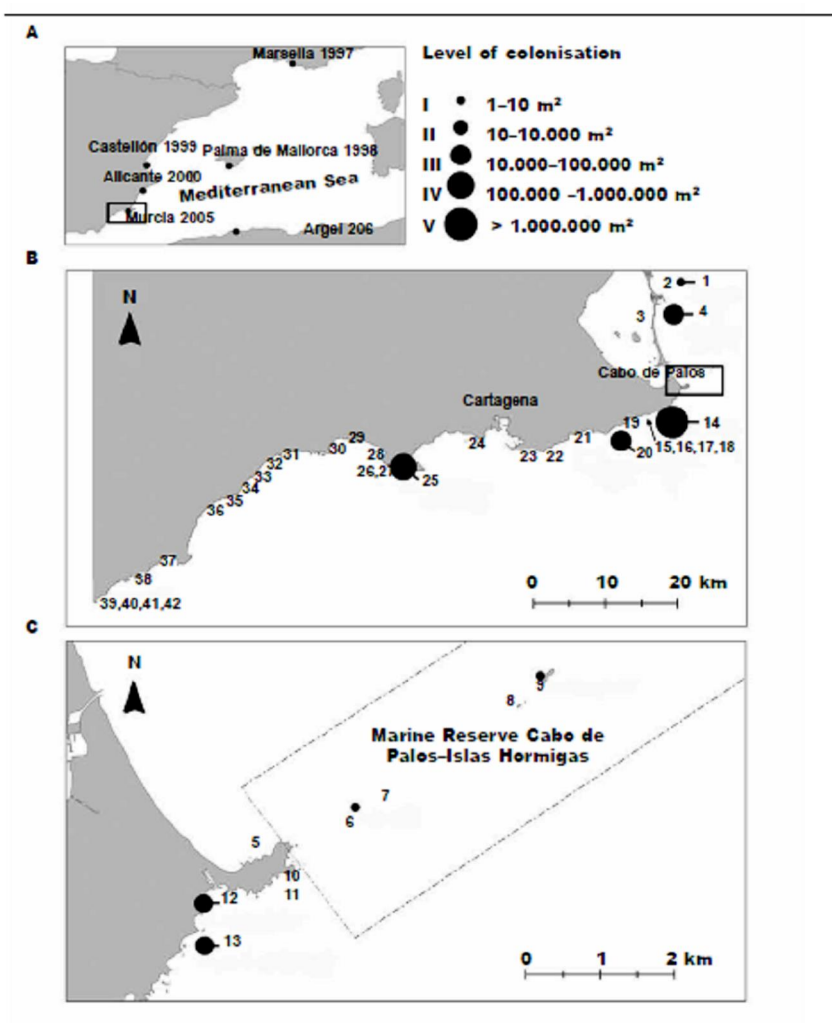 A
Marsella 1997
Castellón 1999
Palma de Mallorca 1998
Alicante 2000
Mediterranean Sea
Murcia 2005
Argel 206
Level of colonisation
I 1–10 m²
II 10–10.000 m²
III 10.000–100.000 m²
IV 100.000 –1.000.000 m²
V > 1.000.000 m²
B
N
2 1
3 4
Cabo de Palos
Cartagena
14
19
15,16,17,18
20
21
22
23
24
25
26,27
28
29
30
31
32
33
34
35
36
37
38
39,40,41,42
0 10 20 km
C
N
9
8
Marine Reserve Cabo de
Palos–Islas Hormigas
7
6
5
10
11
12
13
0 1 2 km